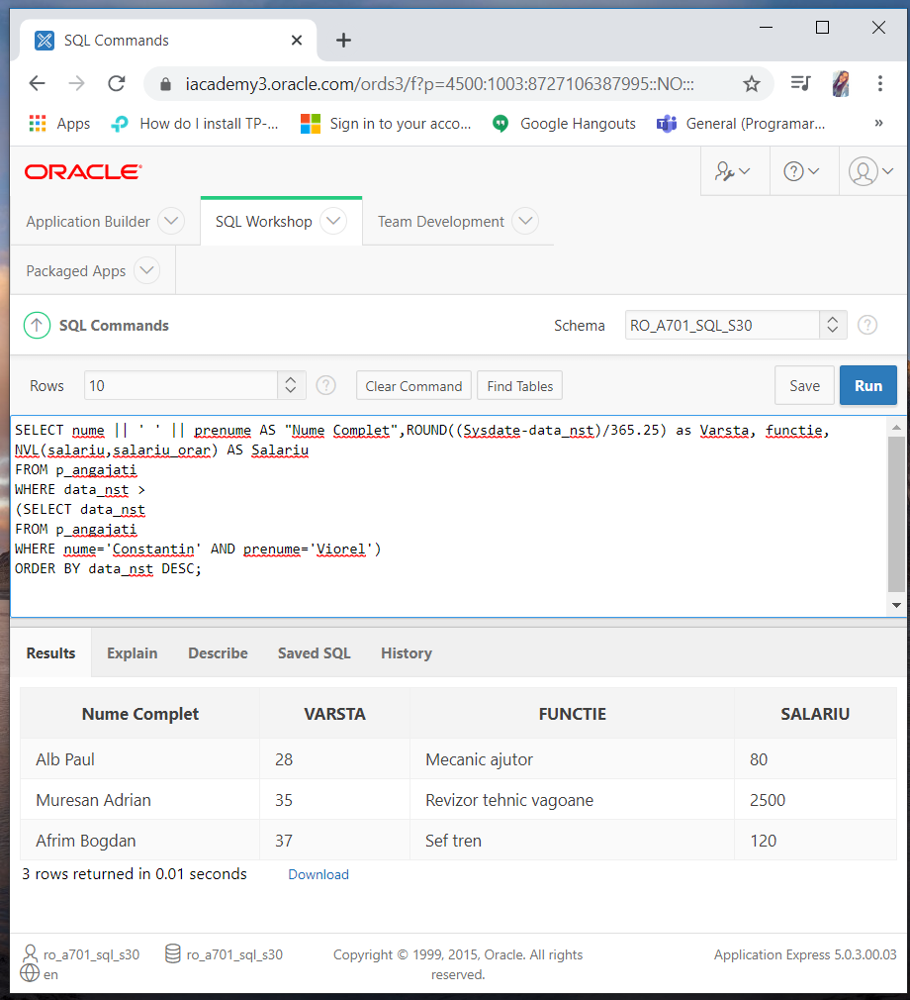 SQL Commands
iacademy3.oracle.com/ords3/f?p=4500:1003:8727106387995::NO:::
Apps How do I install TP-... Sign in to your acco... Google Hangouts General (Programar... »
ORACLE
Application Builder SQL Workshop Team Development
Packaged Apps
SQL Commands Schema RO_A701_SQL_S30
Rows 10 Clear Command Find Tables Save Run
SELECT nume || ' ' || prenume AS "Nume Complet",ROUND((Sysdate-data_nst)/365.25) as Varsta, functie,
NVL(salariu,salariu_orar) AS Salariu
FROM p_angajati
WHERE data_nst >
(SELECT data_nst
FROM p_angajati
WHERE nume='Constantin' AND prenume='Viorel')
ORDER BY data_nst DESC;
Results Explain Describe Saved SQL History
Nume Complet VARSTA FUNCTIE SALARIU
Alb Paul 28 Mecanic ajutor 80
Muresan Adrian 35 Revizor tehnic vagoane 2500
Afrim Bogdan 37 Sef tren 120
3 rows returned in 0.01 seconds Download
ro_a701_sql_s30 ro_a701_sql_s30 Copyright © 1999, 2015, Oracle. All rights Application Express 5.0.3.00.03
en reserved.